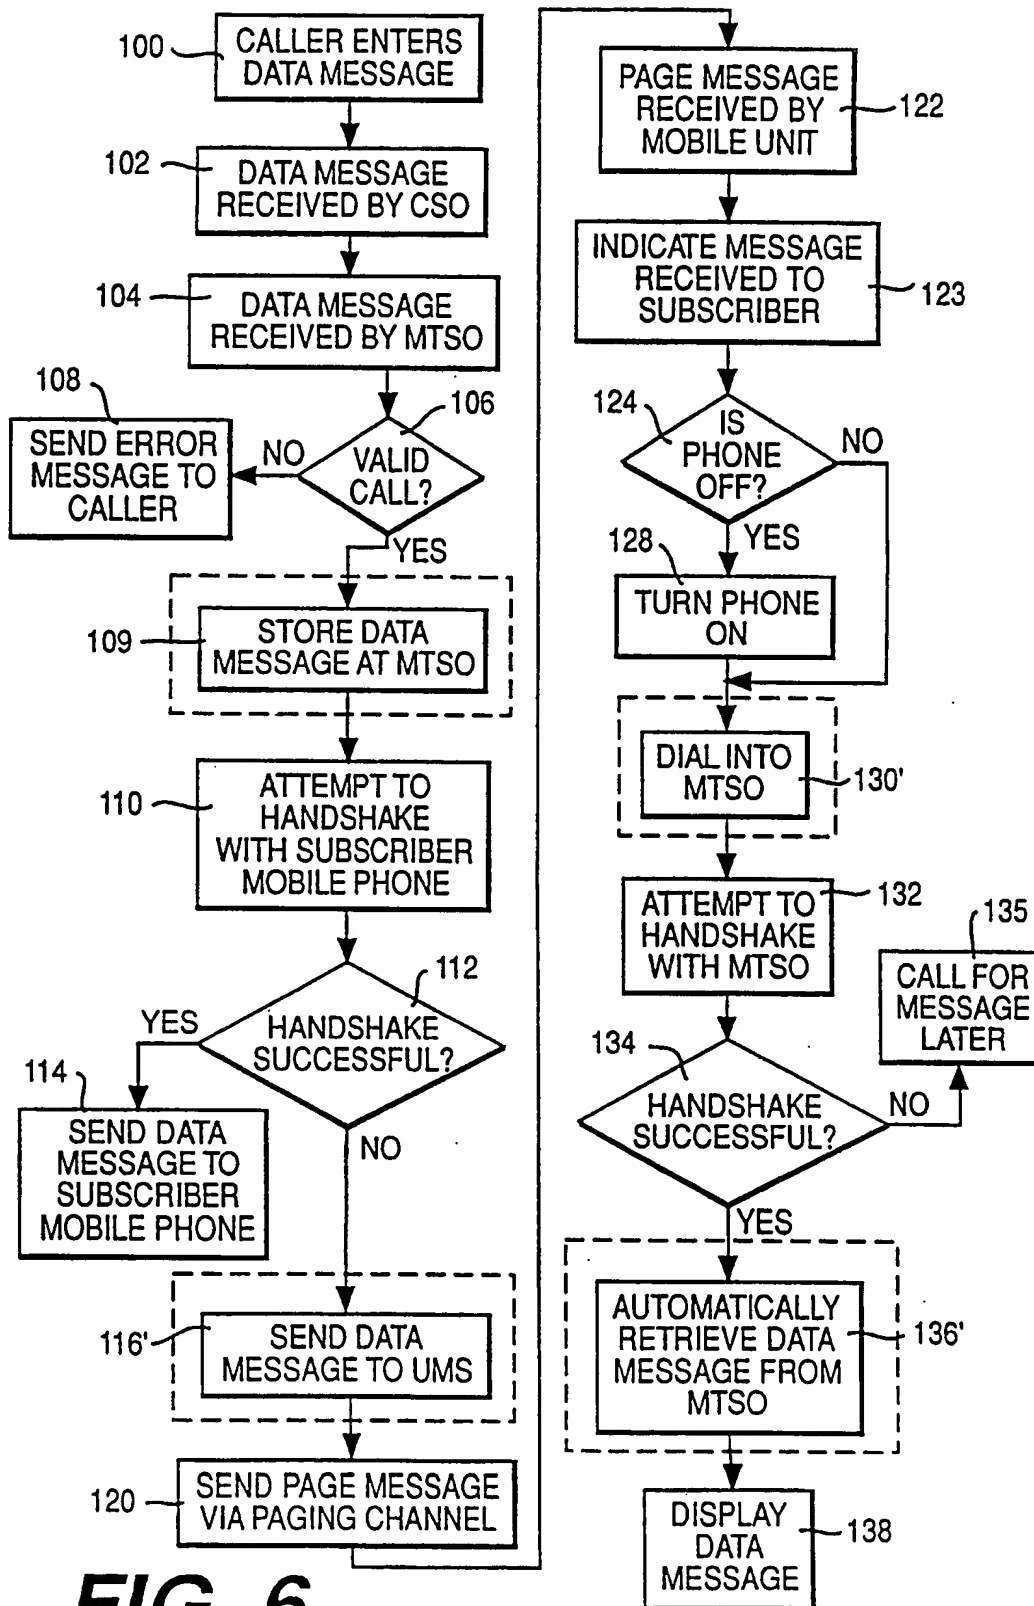 100
CALLER ENTERS
DATA MESSAGE
102
DATA MESSAGE
RECEIVED BY CSO
104
DATA MESSAGE
RECEIVED BY MTSO
106
VALID
CALL?
NO
108
SEND ERROR
MESSAGE TO
CALLER
YES
109
STORE DATA
MESSAGE AT MTSO
110
ATTEMPT TO
HANDSHAKE
WITH SUBSCRIBER
MOBILE PHONE
112
HANDSHAKE
SUCCESSFUL?
YES
114
SEND DATA
MESSAGE TO
SUBSCRIBER
MOBILE PHONE
NO
116'
SEND DATA
MESSAGE TO UMS
120
SEND PAGE MESSAGE
VIA PAGING CHANNEL
PAGE MESSAGE
RECEIVED BY
MOBILE UNIT
122
INDICATE MESSAGE
RECEIVED TO
SUBSCRIBER
123
124
IS
PHONE
OFF?
NO
YES
128
TURN PHONE
ON
DIAL INTO
MTSO
130'
ATTEMPT TO
HANDSHAKE
WITH MTSO
132
134
HANDSHAKE
SUCCESSFUL?
NO
135
CALL FOR
MESSAGE
LATER
YES
AUTOMATICALLY
RETRIEVE DATA
MESSAGE FROM
MTSO
136'
DISPLAY
DATA
MESSAGE
138
FIG. 6